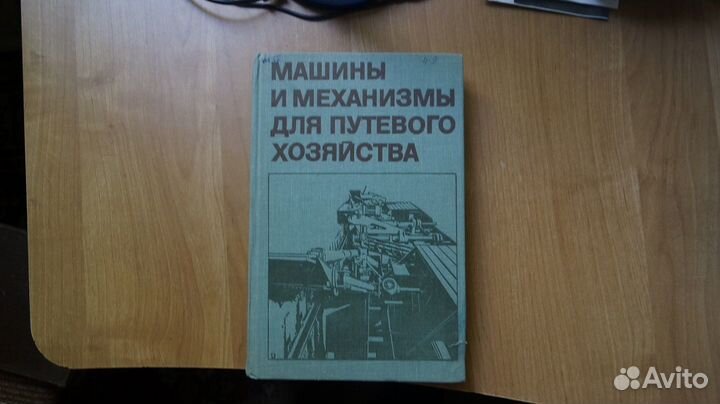 МАШИНЫ
И МЕХАНИЗМЫ
ДЛЯ ПУТЕВОГО
ХОЗЯЙСТВА
Avito